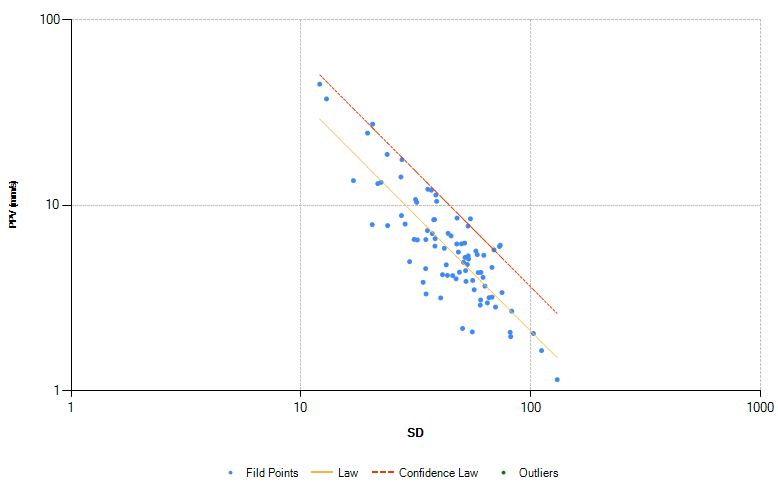 100
10
1
PPV (mm/s)
1
10
100
1000
SD
Fild Points
Law
Confidence Law
Outliers